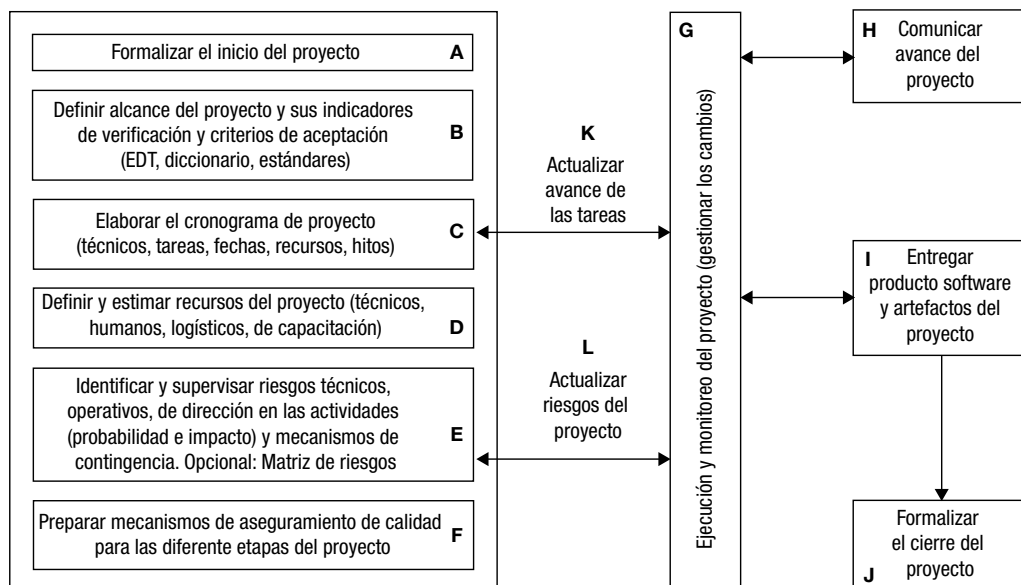 Formalizar el inicio del proyecto A
Definir alcance del proyecto y sus indicadores
de verificación y criterios de aceptación
(EDT, diccionario, estándares)
B
Elaborar el cronograma de proyecto
(técnicos, tareas, fechas, recursos, hitos)
C
Definir y estimar recursos del proyecto (técnicos,
humanos, logísticos, de capacitación)
D
Identificar y supervisar riesgos técnicos,
operativos, de dirección en las actividades
(probabilidad e impacto) y mecanismos de
contingencia. Opcional: Matriz de riesgos
E
Preparar mecanismos de aseguramiento de calidad
para las diferente etapas del proyecto
F
K
Actualizar
avance de
las tareas
L
Actualizar
riesgos del
proyecto
G
Ejecución y monitoreo del proyecto (gestionar los cambios)
H
Comunicar
avance del
proyecto
I
Entregar
producto software
y artefactos del
proyecto
Formalizar
el cierre del
proyecto
J